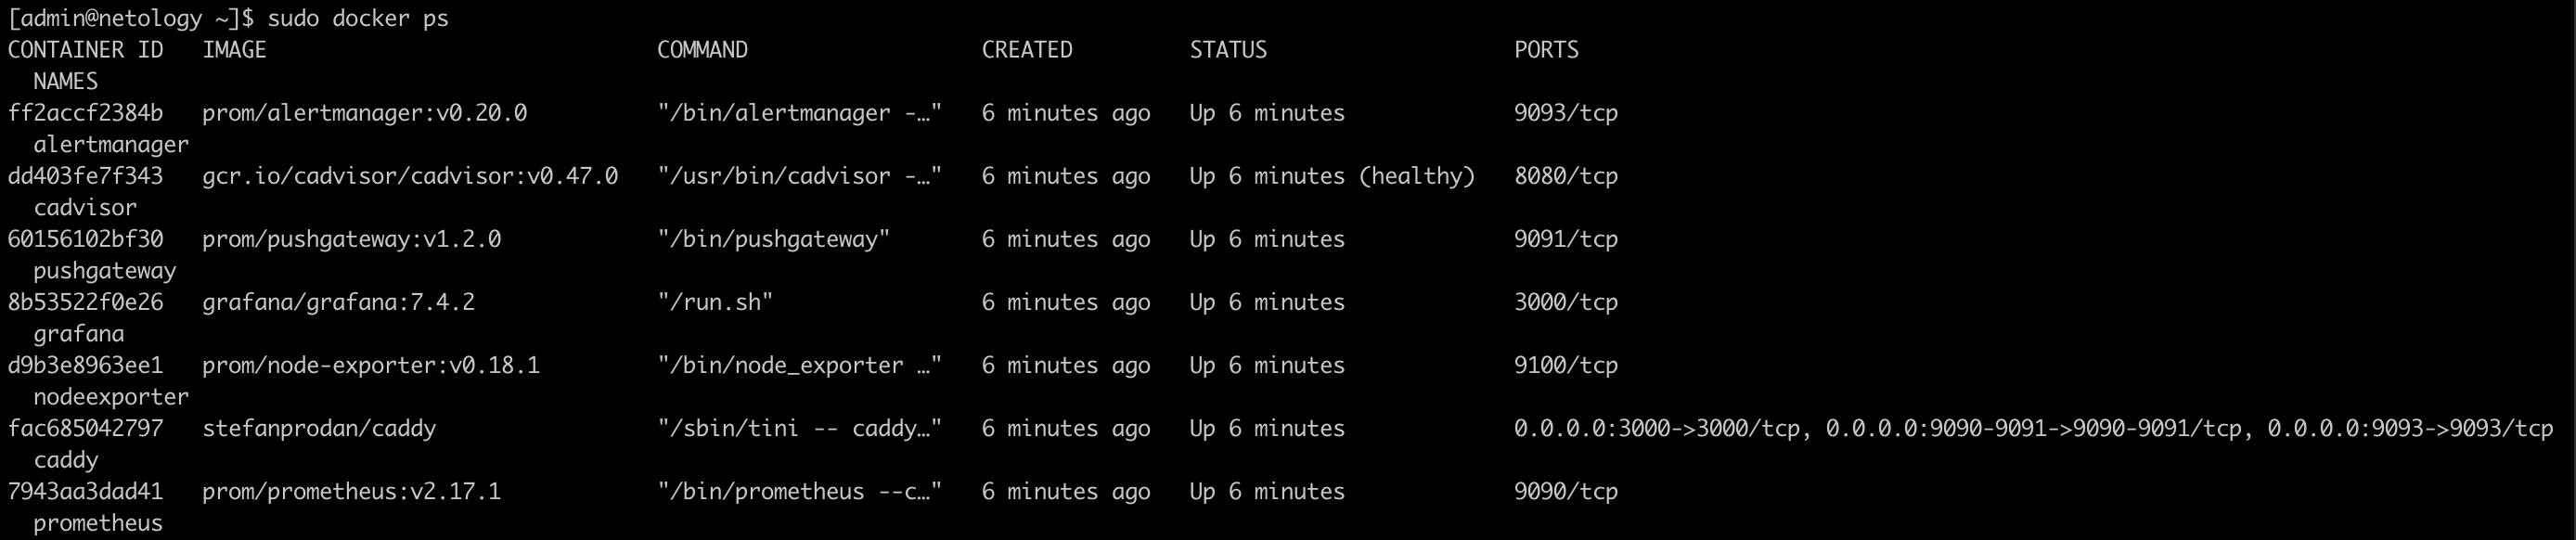 [admin@netology ~]$ sudo docker ps
CONTAINER ID   IMAGE                              COMMAND                  CREATED         STATUS                   PORTS
  NAMES
ff2accf2384b   prom/alertmanager:v0.20.0          "/bin/alertmanager -…"   6 minutes ago   Up 6 minutes             9093/tcp
  alertmanager
dd403fe7f343   gcr.io/cadvisor/cadvisor:v0.47.0   "/usr/bin/cadvisor -…"   6 minutes ago   Up 6 minutes (healthy)   8080/tcp
  cadvisor
60156102bf30   prom/pushgateway:v1.2.0            "/bin/pushgateway"       6 minutes ago   Up 6 minutes             9091/tcp
  pushgateway
8b53522f0e26   grafana/grafana:7.4.2              "/run.sh"                6 minutes ago   Up 6 minutes             3000/tcp
  grafana
d9b3e8963ee1   prom/node-exporter:v0.18.1         "/bin/node_exporter …"   6 minutes ago   Up 6 minutes             9100/tcp
  nodeexporter
fac685042797   stefanprodan/caddy                 "/sbin/tini -- caddy…"   6 minutes ago   Up 6 minutes             0.0.0.0:3000->3000/tcp, 0.0.0.0:9090-9091->9090-9091/tcp, 0.0.0.0:9093->9093/tcp
  caddy
7943aa3dad41   prom/prometheus:v2.17.1            "/bin/prometheus --c…"   6 minutes ago   Up 6 minutes             9090/tcp
  prometheus